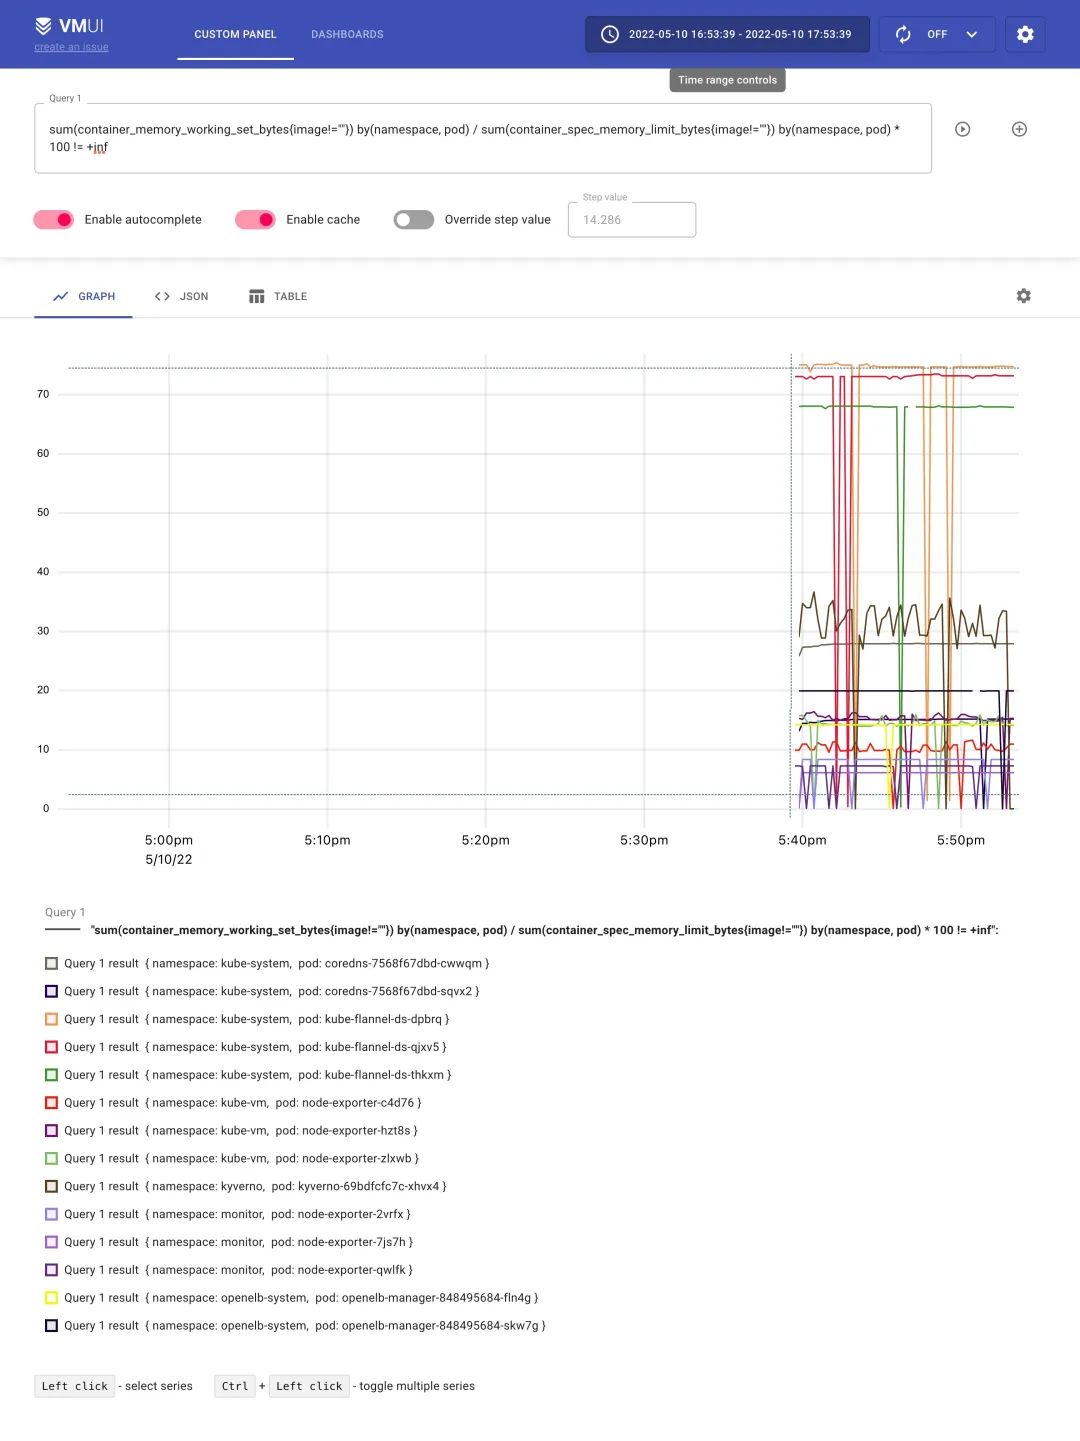 VMUI
create an issue
CUSTOM PANEL
DASHBOARDS
2022-05-10 16:53:39 - 2022-05-10 17:53:39
OFF
Time range controls
Query 1
sum(container_memory_working_set_bytes{image!=""}) by(namespace, pod) / sum(container_spec_memory_limit_bytes{image!=""}) by(namespace, pod) *
100 != +inf
Enable autocomplete
Enable cache
Override step value
Step value
14.286
GRAPH
JSON
TABLE
70
60
50
40
30
20
10
0
5:00pm
5:10pm
5:20pm
5:30pm
5:40pm
5:50pm
5/10/22
Query 1
"sum(container_memory_working_set_bytes{image!=""}) by(namespace, pod) / sum(container_spec_memory_limit_bytes{image!=""}) by(namespace, pod) * 100 != +inf":
Query 1 result { namespace: kube-system, pod: coredns-7568f67dbd-cwwqm }
Query 1 result { namespace: kube-system, pod: coredns-7568f67dbd-sqvx2 }
Query 1 result { namespace: kube-system, pod: kube-flannel-ds-dpbrq }
Query 1 result { namespace: kube-system, pod: kube-flannel-ds-qjxv5 }
Query 1 result { namespace: kube-system, pod: kube-flannel-ds-thkxm }
Query 1 result { namespace: kube-vm, pod: node-exporter-c4d76 }
Query 1 result { namespace: kube-vm, pod: node-exporter-hzt8s }
Query 1 result { namespace: kube-vm, pod: node-exporter-zlxwb }
Query 1 result { namespace: kyverno, pod: kyverno-69bdfcfc7c-xhvx4 }
Query 1 result { namespace: monitor, pod: node-exporter-2vrfx }
Query 1 result { namespace: monitor, pod: node-exporter-7js7h }
Query 1 result { namespace: monitor, pod: node-exporter-qwlfk }
Query 1 result { namespace: openelb-system, pod: openelb-manager-848495684-fln4g }
Query 1 result { namespace: openelb-system, pod: openelb-manager-848495684-skw7g }
Left click - select series Ctrl + Left click - toggle multiple series